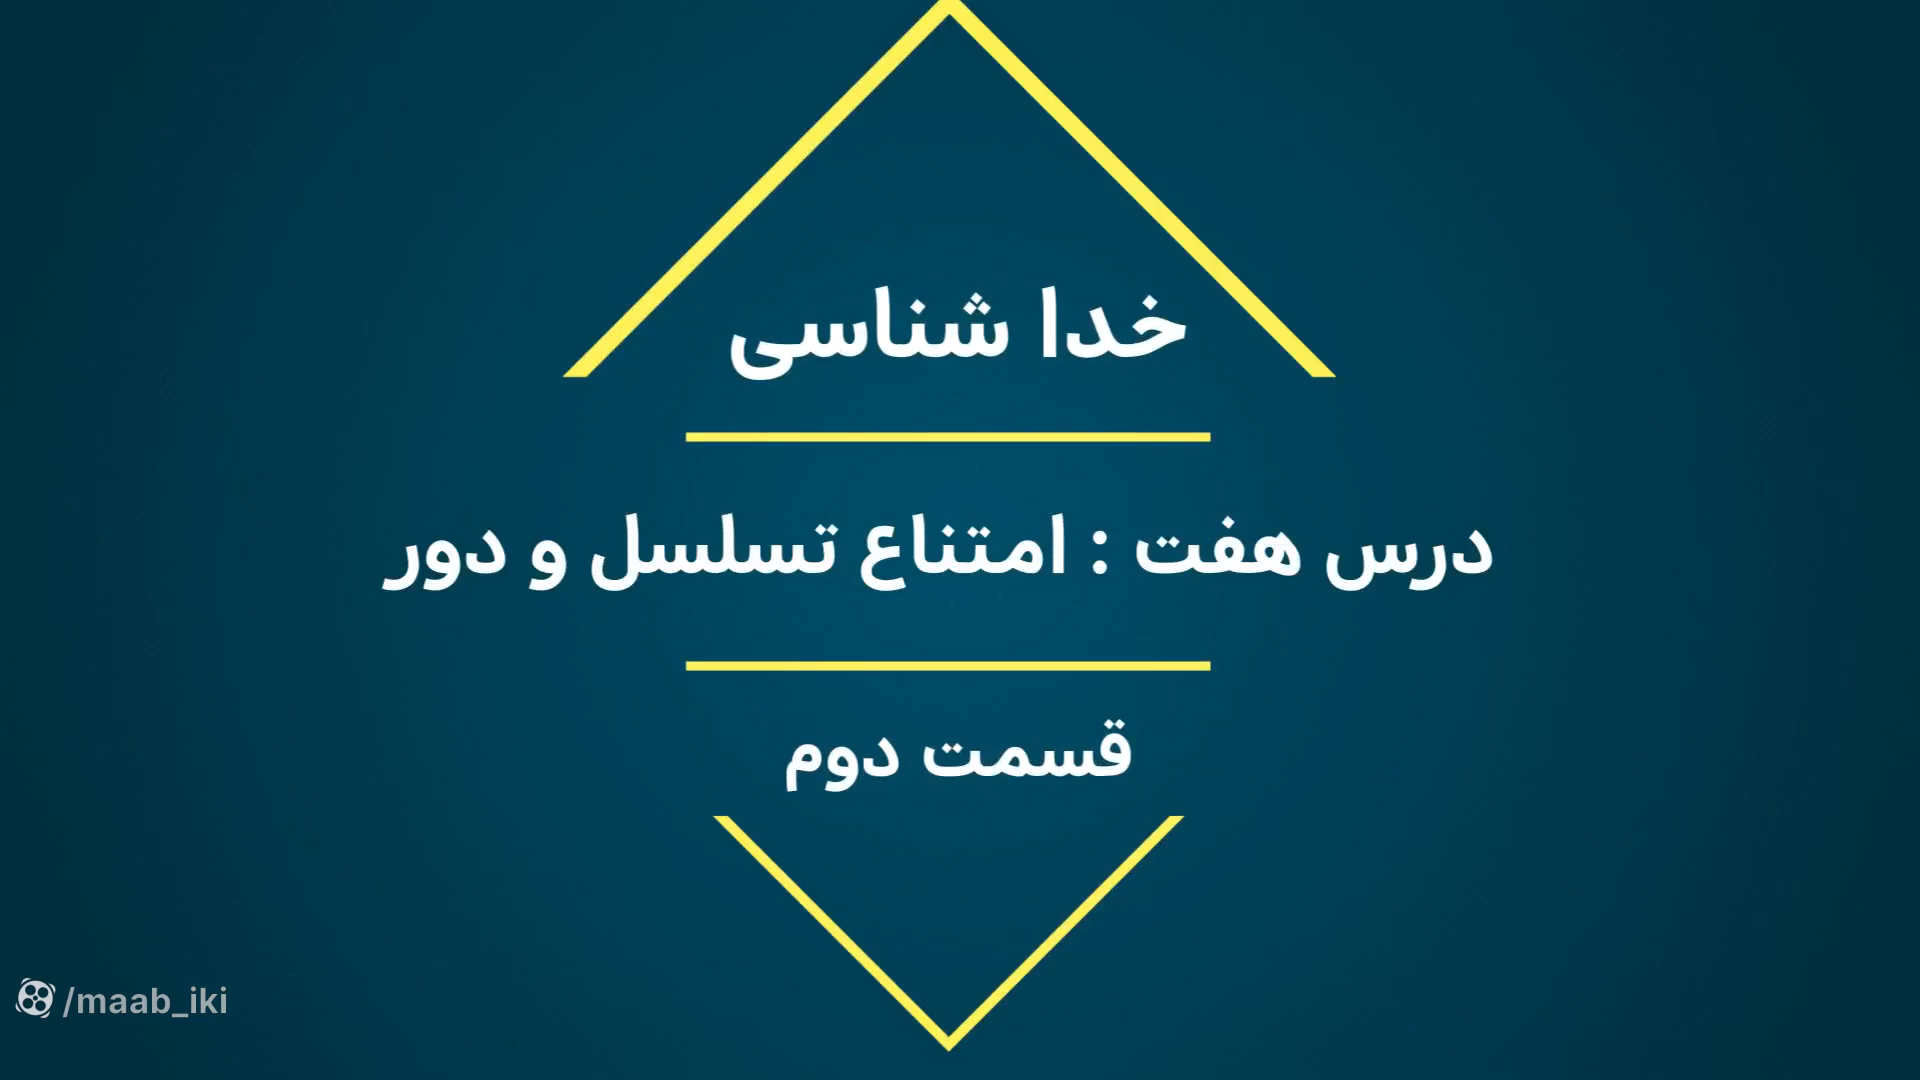 خدا شناسی
درس هفت : امتناع تسلسل و دور
قسمت دوم
/maab_iki